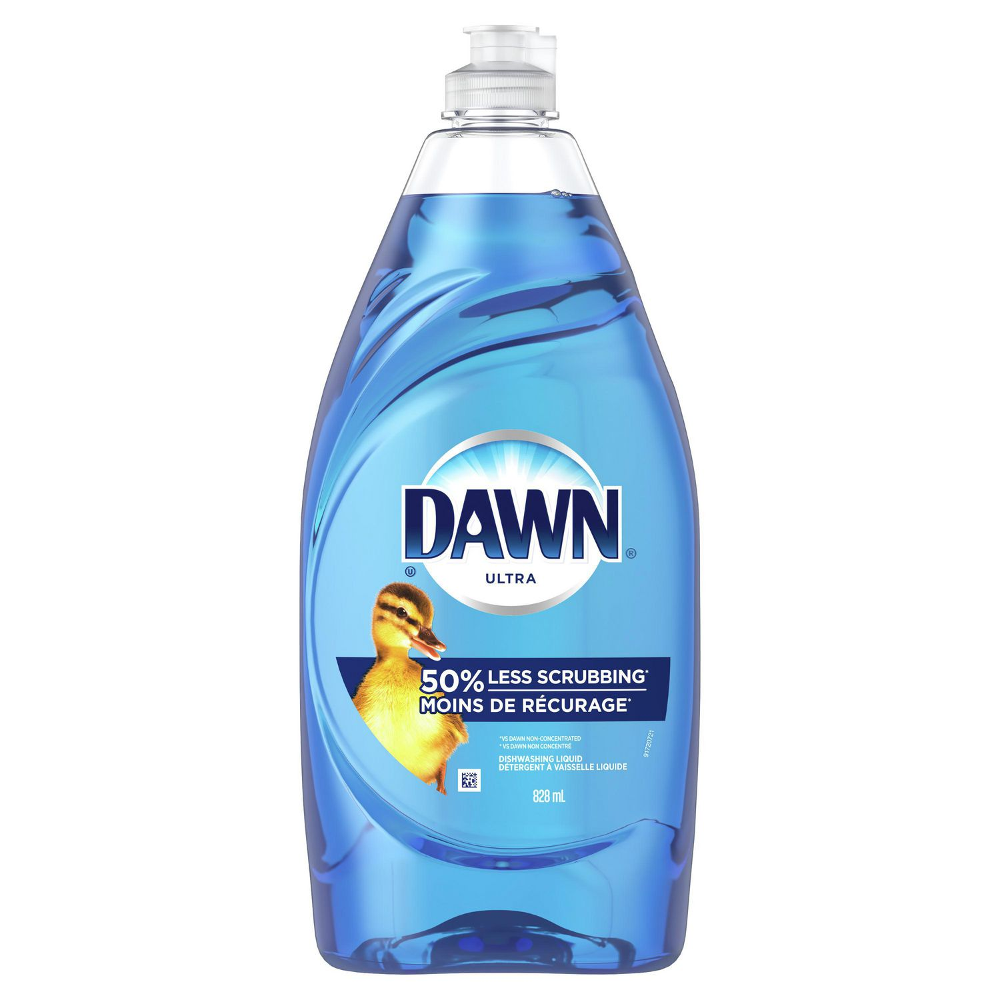 DAWN
®
U
ULTRA
50% LESS SCRUBBING*
MOINS DE RÉCURAGE*
*VS DAWN NON-CONCENTRATED
* VS DAWN NON CONCENTRÉ
91720721
DISHWASHING LIQUID
DÉTERGENT À VAISSELLE LIQUIDE
828 mL